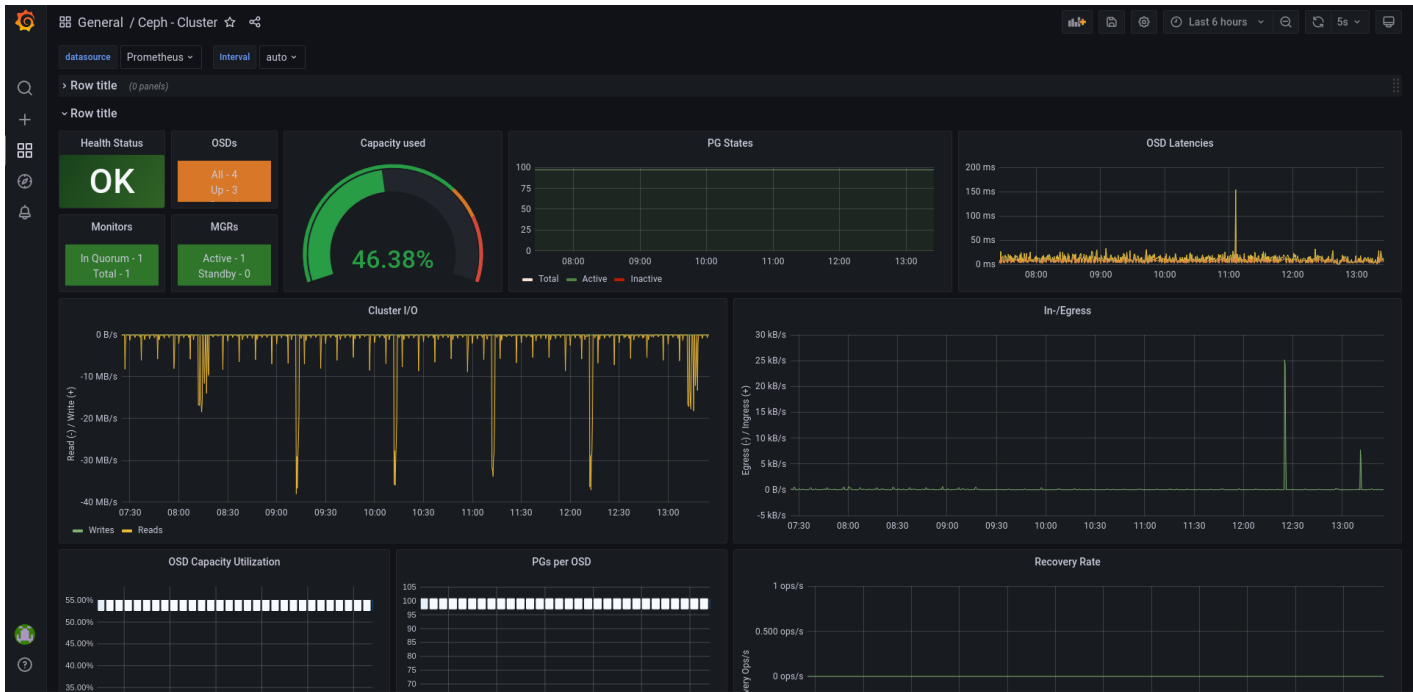 General / Ceph - Cluster
Last 6 hours
5s
datasource
Prometheus
Interval
auto
Row title (0 panels)
Row title
Health Status
OK
OSDs
All - 4
Up - 3
Monitors
In Quorum - 1
Total - 1
MGRs
Active - 1
Standby - 0
Capacity used
46.38%
PG States
100
75
50
25
0
08:00 09:00 10:00 11:00 12:00 13:00
Total Active Inactive
OSD Latencies
200 ms
150 ms
100 ms
50 ms
0 ms
08:00 09:00 10:00 11:00 12:00 13:00
Cluster I/O
Read (-) / Write (+)
0 B/s
-10 MB/s
-20 MB/s
-30 MB/s
-40 MB/s
07:30 08:00 08:30 09:00 09:30 10:00 10:30 11:00 11:30 12:00 12:30 13:00
Writes Reads
In-/Egress
Egress (-) / Ingress (+)
30 kB/s
25 kB/s
20 kB/s
15 kB/s
10 kB/s
5 kB/s
0 B/s
-5 kB/s
07:30 08:00 08:30 09:00 09:30 10:00 10:30 11:00 11:30 12:00 12:30 13:00
OSD Capacity Utilization
55.00%
50.00%
45.00%
40.00%
35.00%
PGs per OSD
105
100
95
90
85
80
75
70
Recovery Rate
1 ops/s
0.500 ops/s
0 ops/s
Ops/s